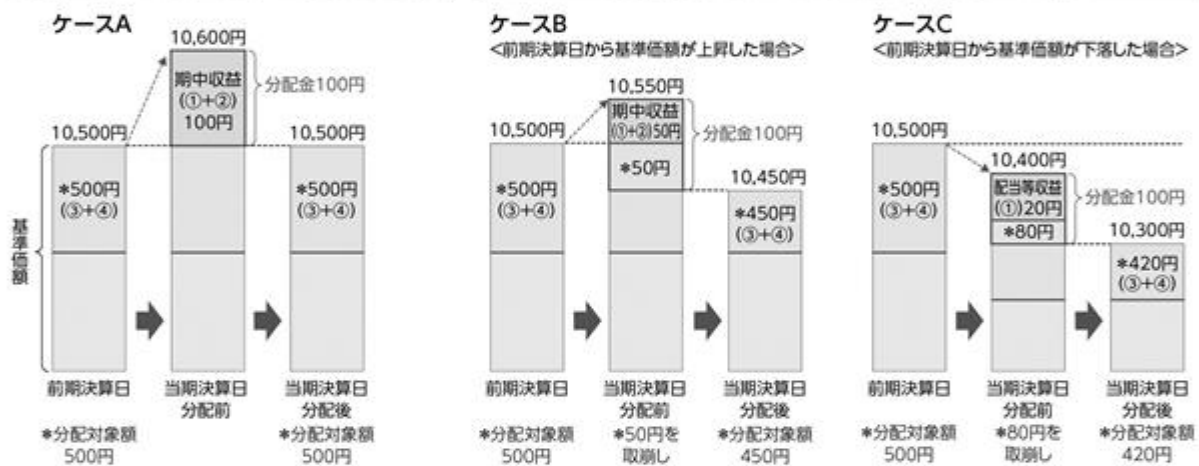 ケースA
10,600円
期中収益
(①+②)
100円
分配金100円
10,500円
10,500円
*500円
(③+④)
*500円
(③+④)
基準価額
前期決算日
当期決算日
分配前
当期決算日
分配後
*分配対象額
500円
*分配対象額
500円
ケースB
<前期決算日から基準価額が上昇した場合>
10,550円
期中収益
(①+②)50円
分配金100円
10,500円
*50円
10,450円
*500円
(③+④)
*450円
(③+④)
前期決算日
当期決算日
分配前
当期決算日
分配後
*分配対象額
500円
*50円を
取崩し
*分配対象額
450円
ケースC
<前期決算日から基準価額が下落した場合>
10,500円
10,400円
配当等収益
(①)20円
分配金100円
*80円
10,300円
*500円
(③+④)
*420円
(③+④)
前期決算日
当期決算日
分配前
当期決算日
分配後
*分配対象額
500円
*80円を
取崩し
*分配対象額
420円